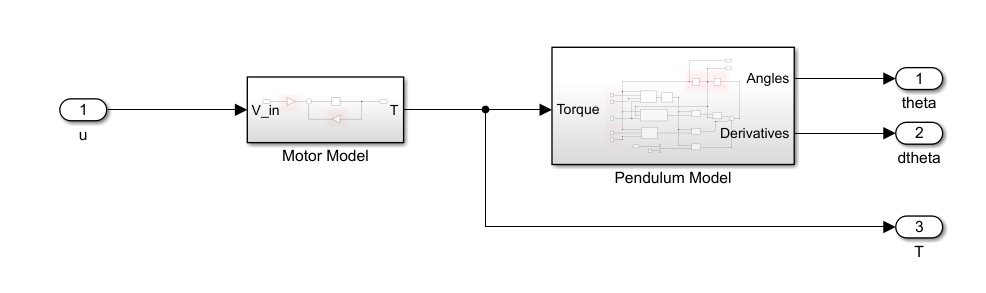 1
u
V_in
T
Motor Model
Torque
Angles
Derivatives
Pendulum Model
1
theta
2
dtheta
3
T